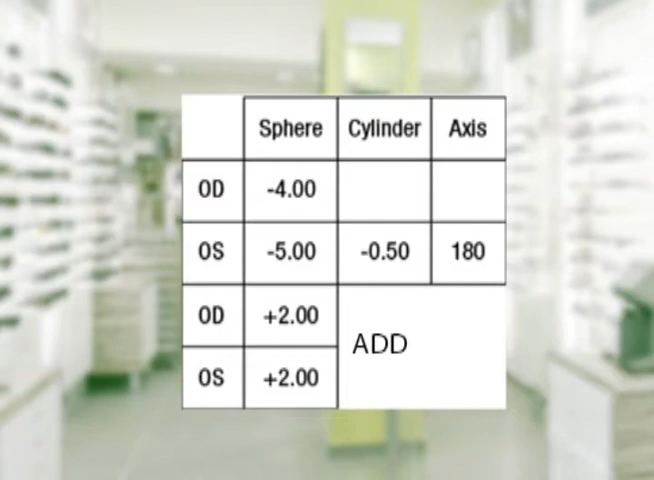 Sphere Cylinder Axis
OD -4.00
OS -5.00 -0.50 180
OD +2.00
ADD
OS +2.00